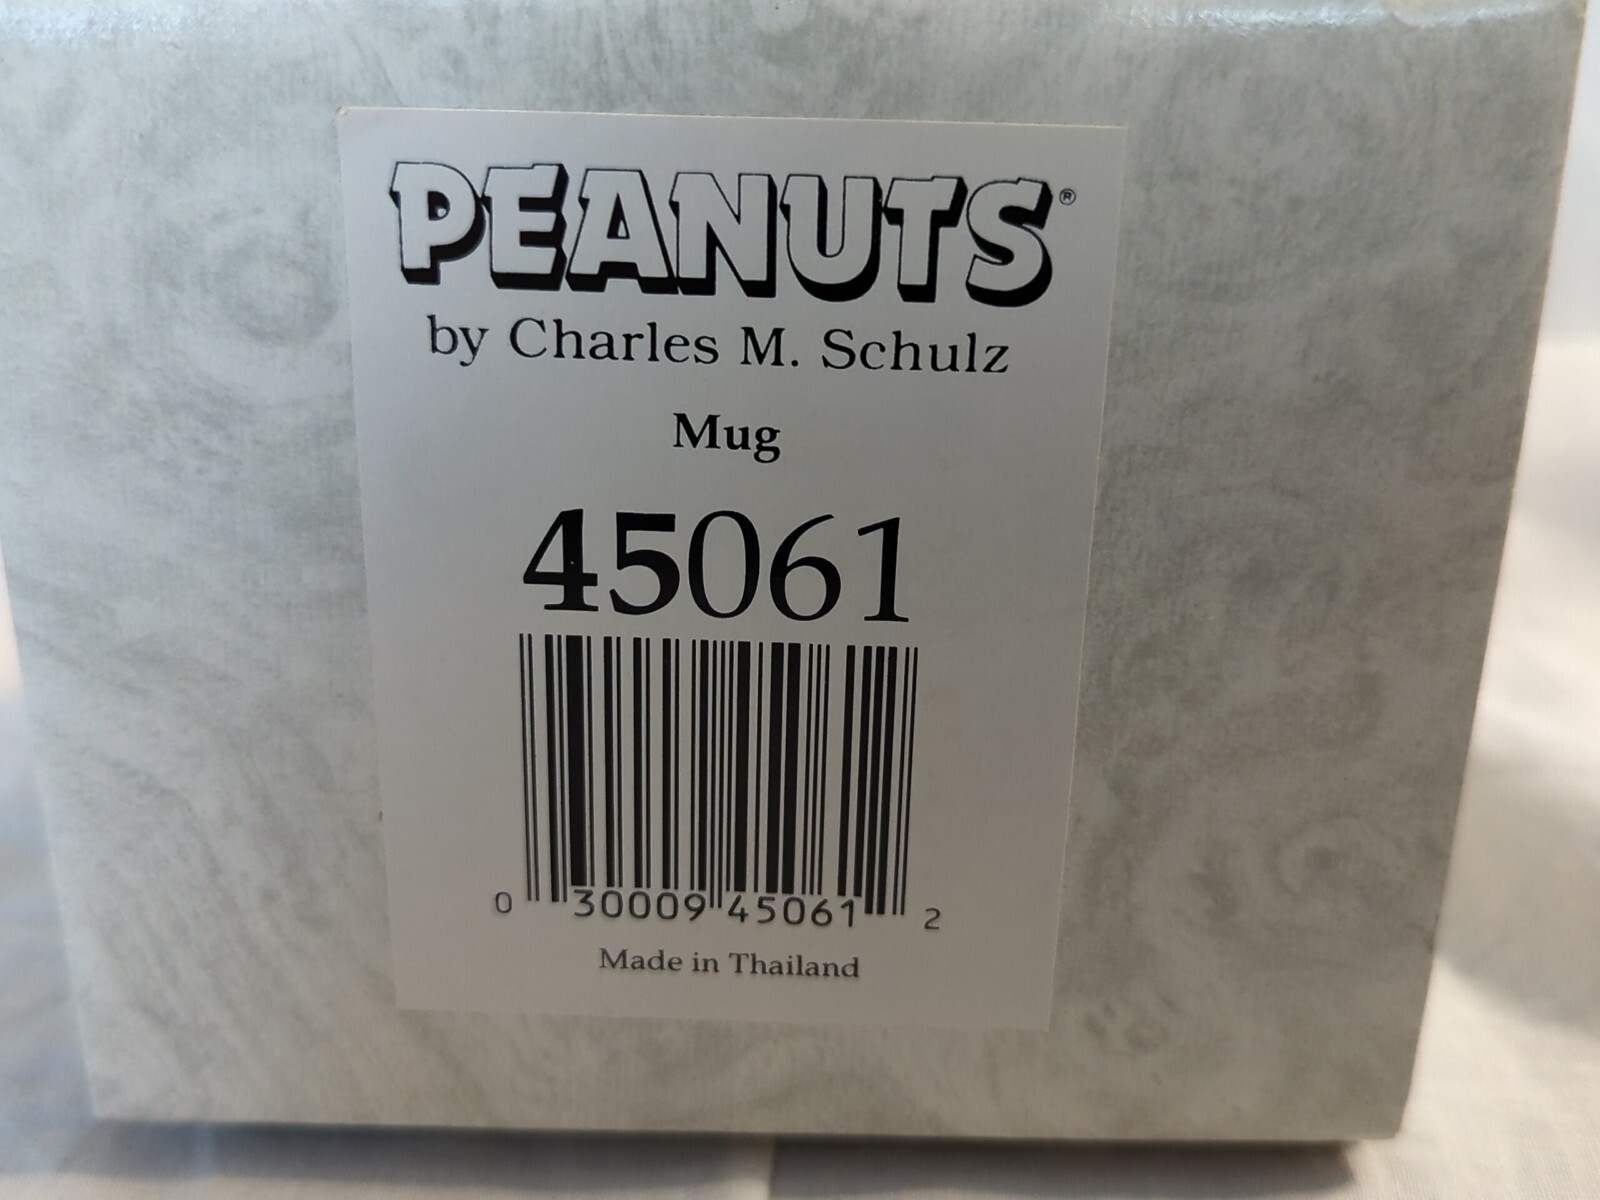 PEANUTS®
by Charles M. Schulz
Mug
45061
0 30009 45061 2
Made in Thailand